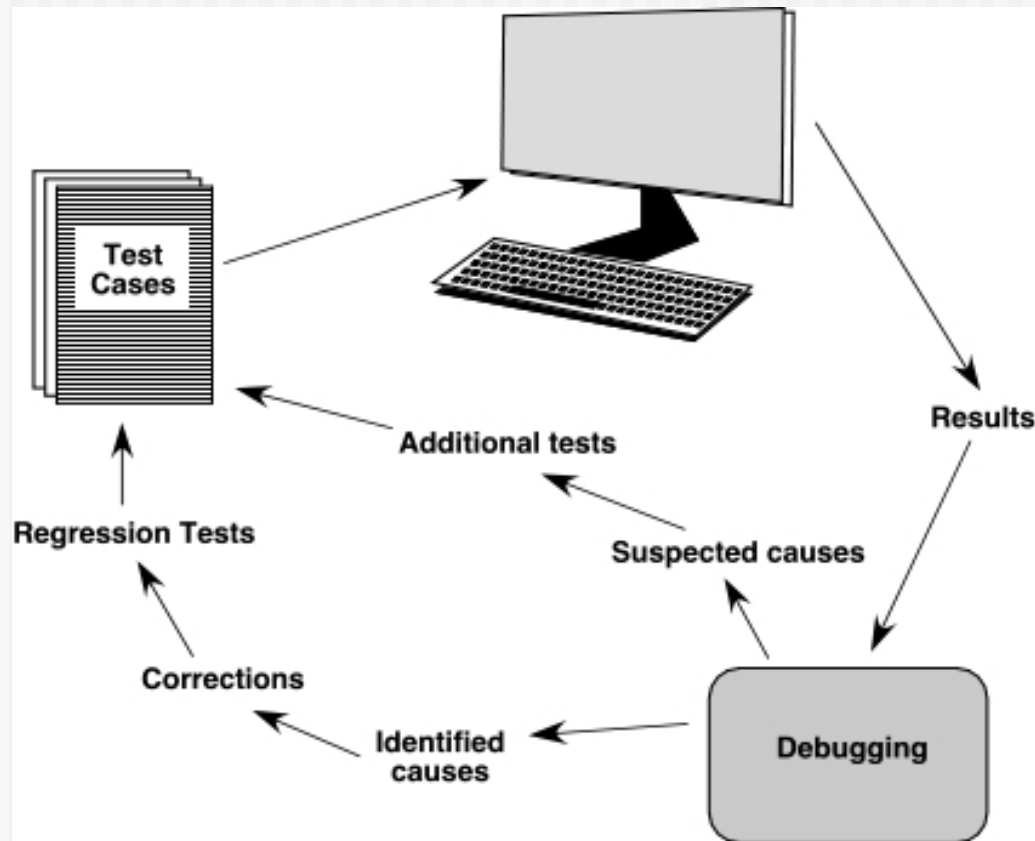 Test
Cases
Results
Additional tests
Regression Tests
Suspected causes
Corrections
Identified
causes
Debugging